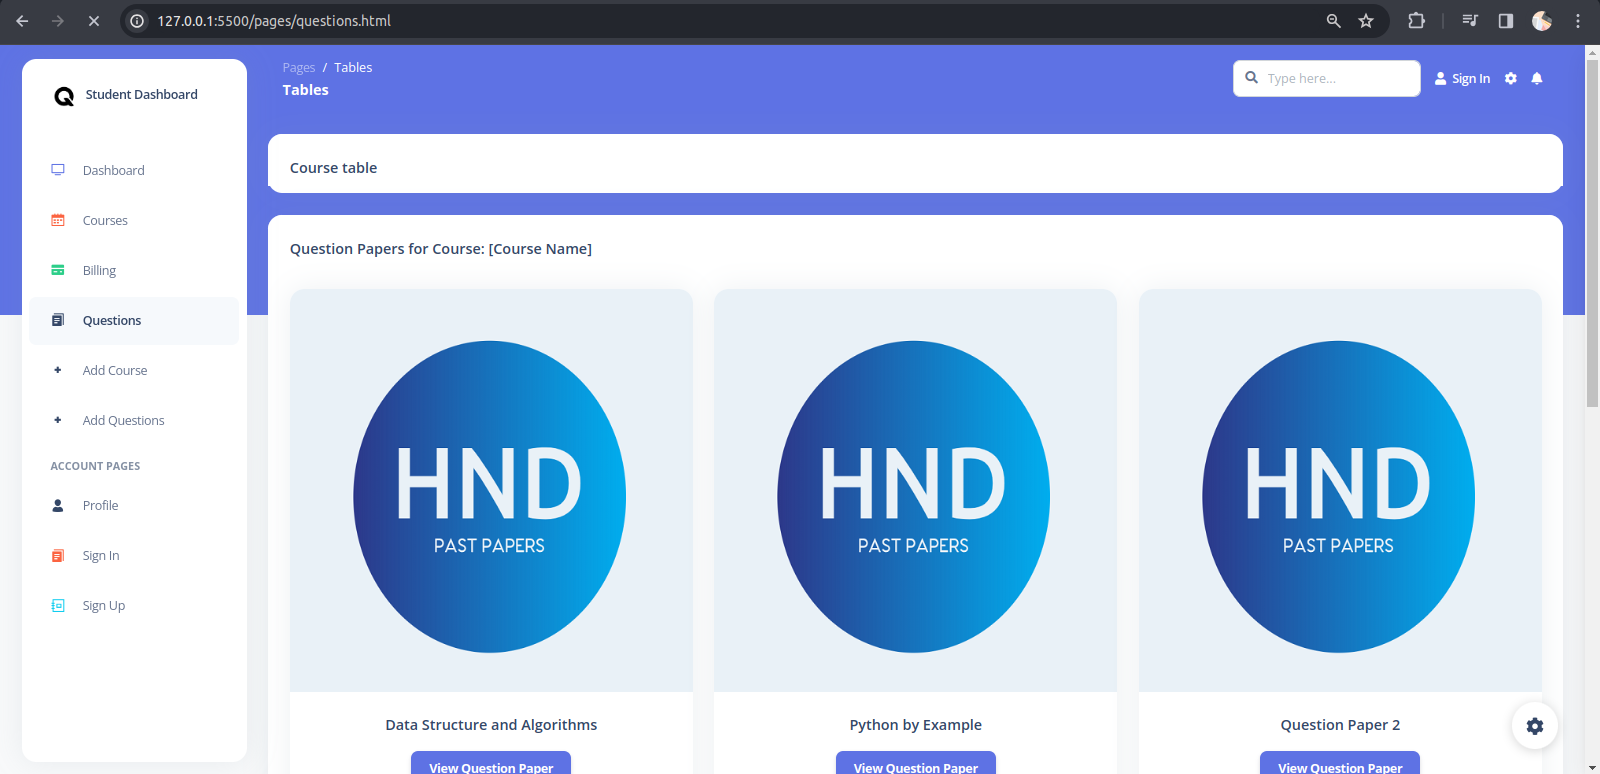 127.0.0.1:5500/pages/questions.html
Student Dashboard
Dashboard
Courses
Billing
Questions
Add Course
Add Questions
ACCOUNT PAGES
Profile
Sign In
Sign Up
Pages / Tables
Tables
Type here...
Sign In
Course table
Question Papers for Course: [Course Name]
HND
PAST PAPERS
Data Structure and Algorithms
View Question Paper
HND
PAST PAPERS
Python by Example
View Question Paper
HND
PAST PAPERS
Question Paper 2
View Question Paper